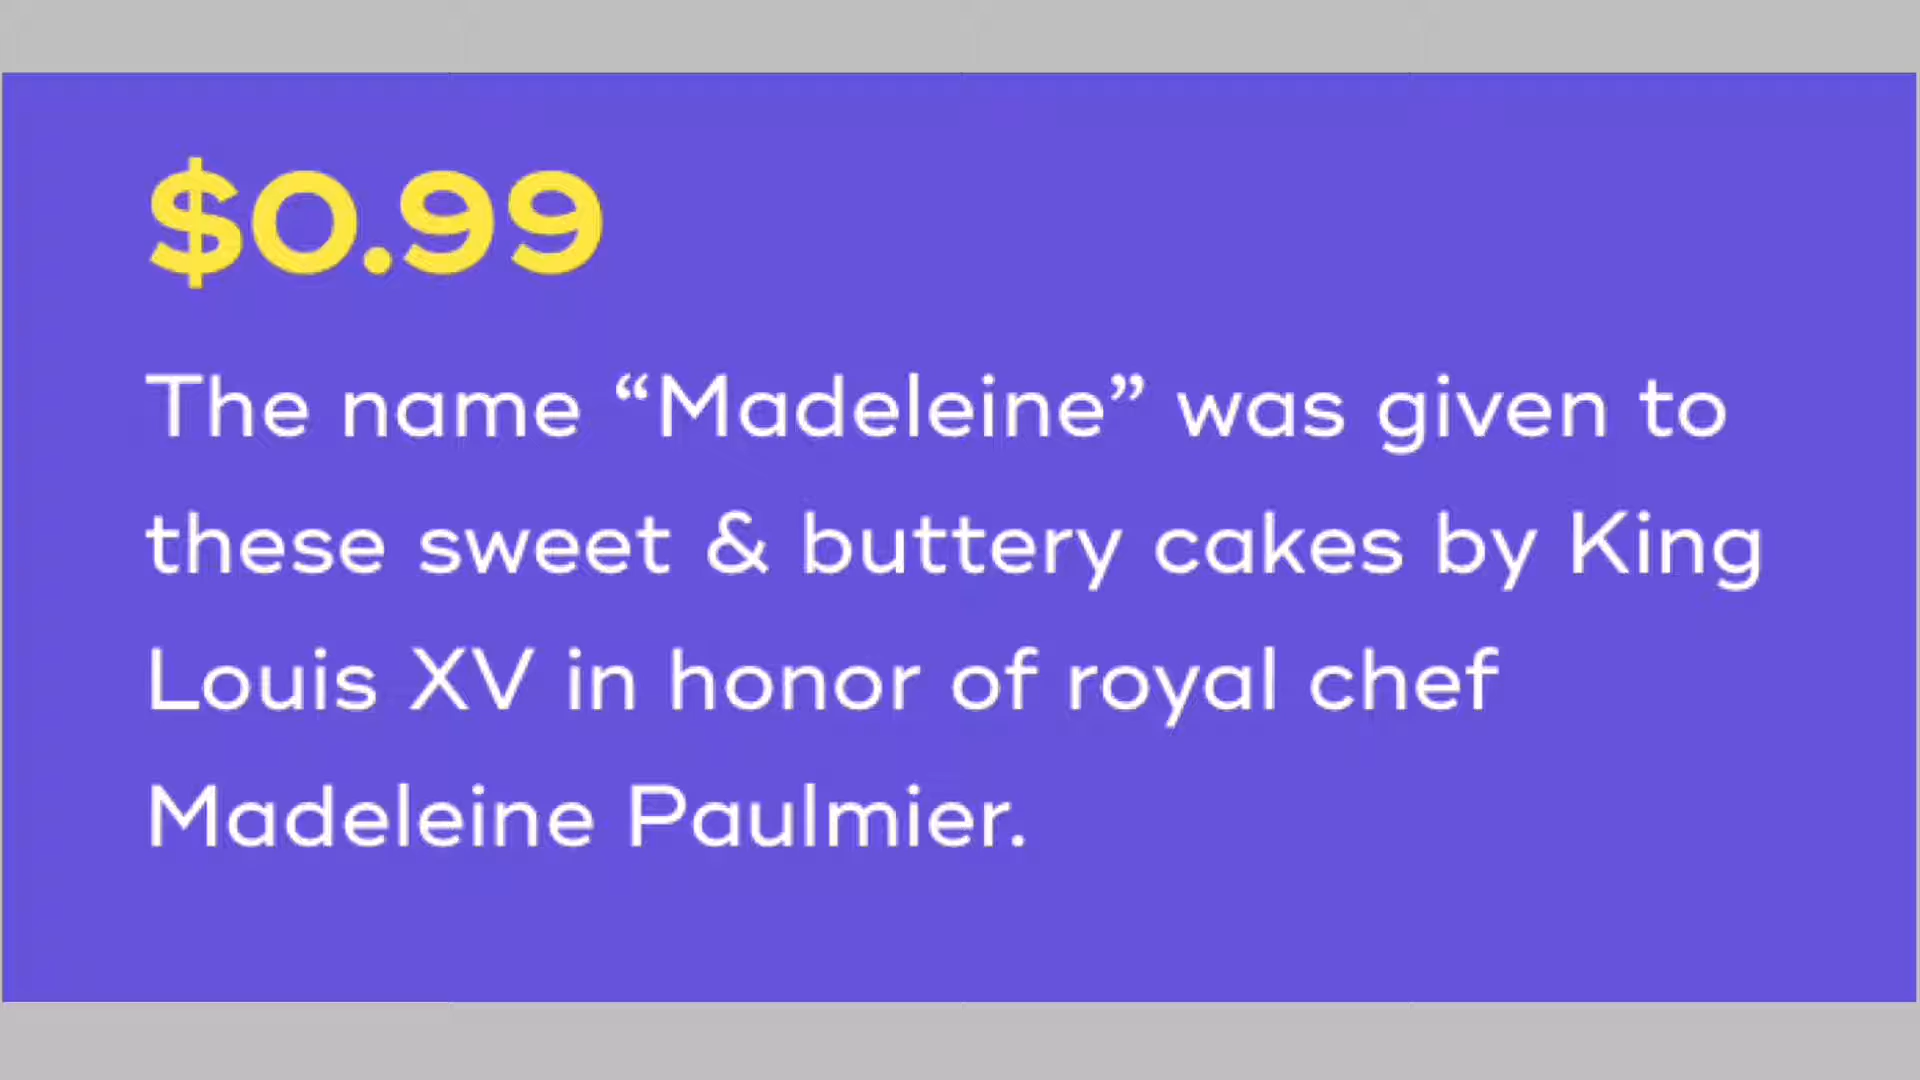 $0.99
The name “Madeleine” was given to
these sweet & buttery cakes by King
Louis XV in honor of royal chef
Madeleine Paulmier.